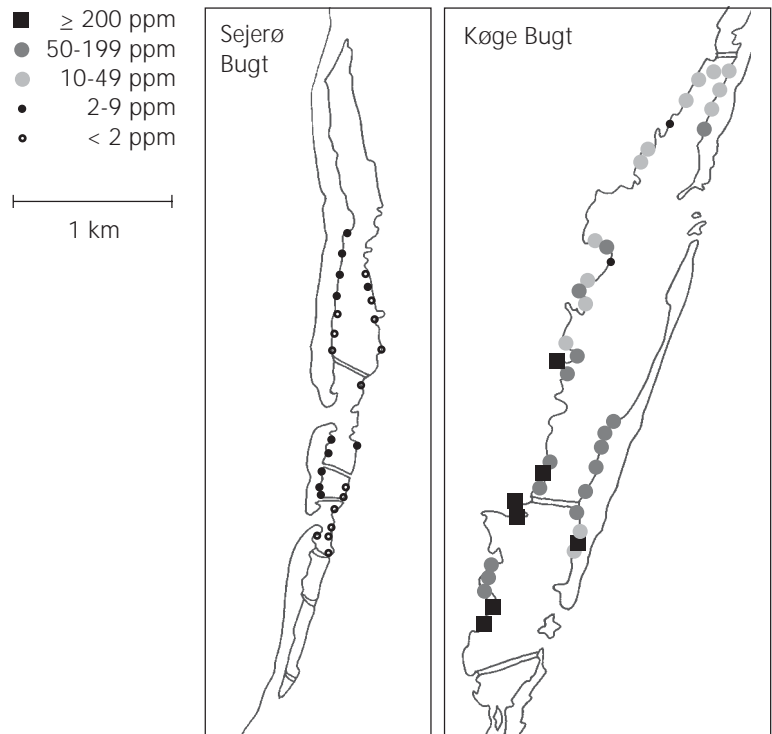 ≥ 200 ppm
50-199 ppm
10-49 ppm
2-9 ppm
< 2 ppm
1 km
Sejerø
Bugt
Køge Bugt